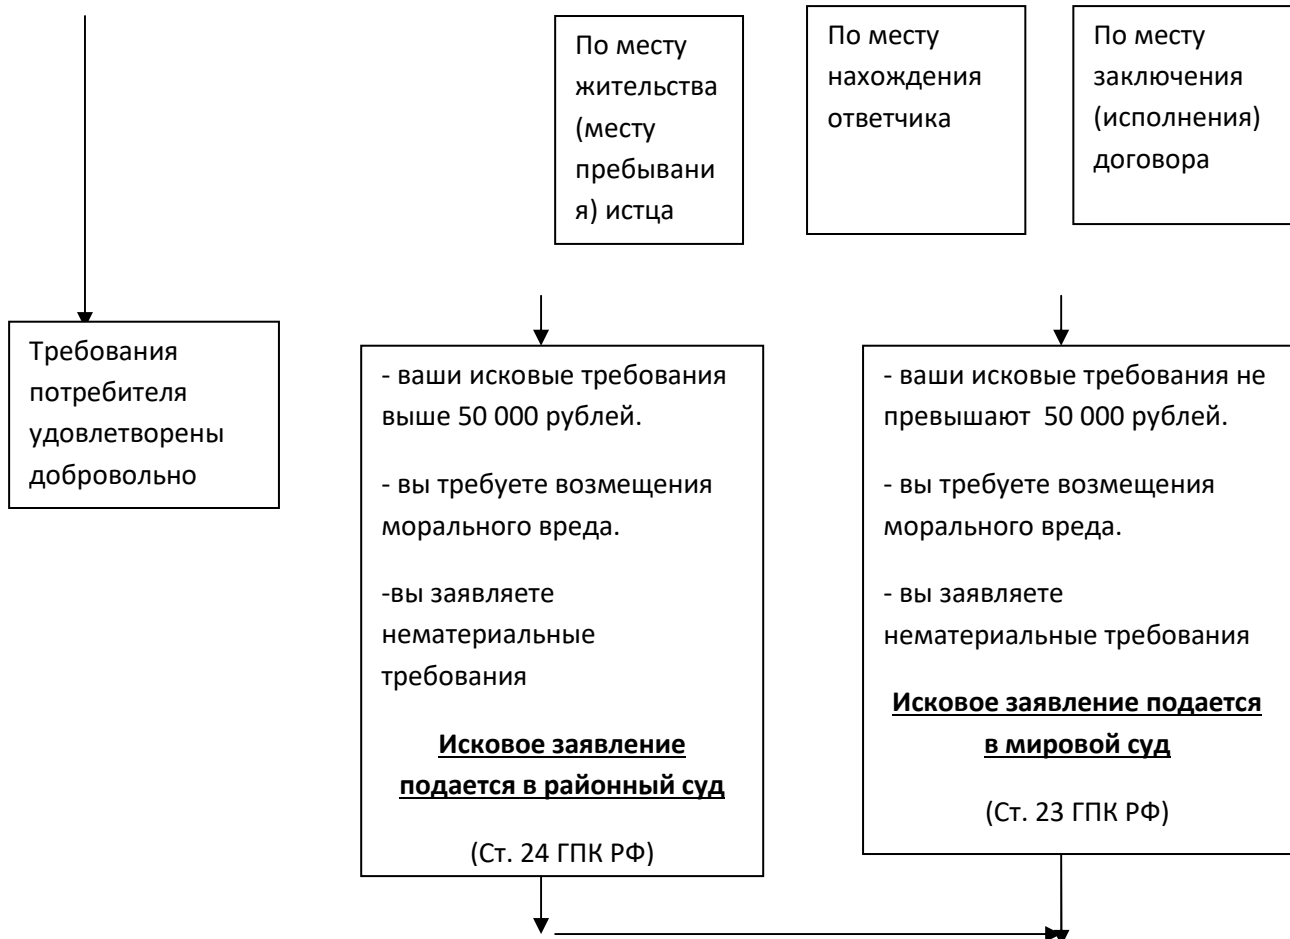 По месту
жительства
(месту
пребывани
я) истца
По месту
нахождения
ответчика
По месту
заключения
(исполнения)
договора
Требования
потребителя
удовлетворены
добровольно
- ваши исковые требования
выше 50 000 рублей.
- вы требуете возмещения
морального вреда.
-вы заявляете
нематериальные
требования
Исковое заявление
подается в районный суд
(Ст. 24 ГПК РФ)
- ваши исковые требования не
превышают 50 000 рублей.
- вы требуете возмещения
морального вреда.
- вы заявляете
нематериальные требования
Исковое заявление подается
в мировой суд
(Ст. 23 ГПК РФ)